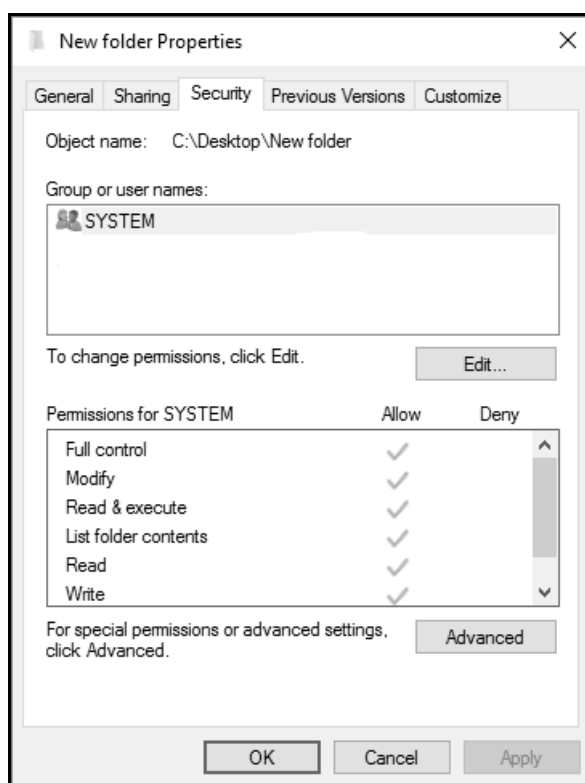 New folder Properties
General Sharing Security Previous Versions Customize
Object name: C:\Desktop\New folder
Group or user names:
SYSTEM
To change permissions, click Edit.
Edit...
Permissions for SYSTEM Allow Deny
Full control
Modify
Read & execute
List folder contents
Read
Write
For special permissions or advanced settings,
click Advanced.
Advanced
OK Cancel Apply